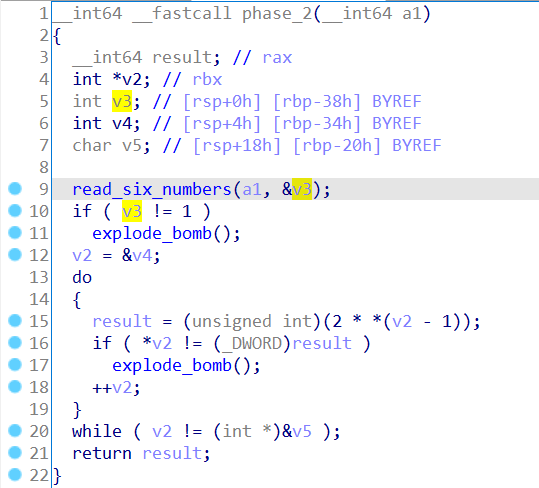 1 __int64 __fastcall phase_2(__int64 a1)
2 {
3   __int64 result; // rax
4   int *v2; // rbx
5   int v3; // [rsp+0h] [rbp-38h] BYREF
6   int v4; // [rsp+4h] [rbp-34h] BYREF
7   char v5; // [rsp+18h] [rbp-20h] BYREF
8
9   read_six_numbers(a1, &v3);
10   if ( v3 != 1 )
11     explode_bomb();
12   v2 = &v4;
13   do
14   {
15     result = (unsigned int)(2 * *(v2 - 1));
16     if ( *v2 != (_DWORD)result )
17       explode_bomb();
18     ++v2;
19   }
20   while ( v2 != (int *)&v5 );
21   return result;
22 }